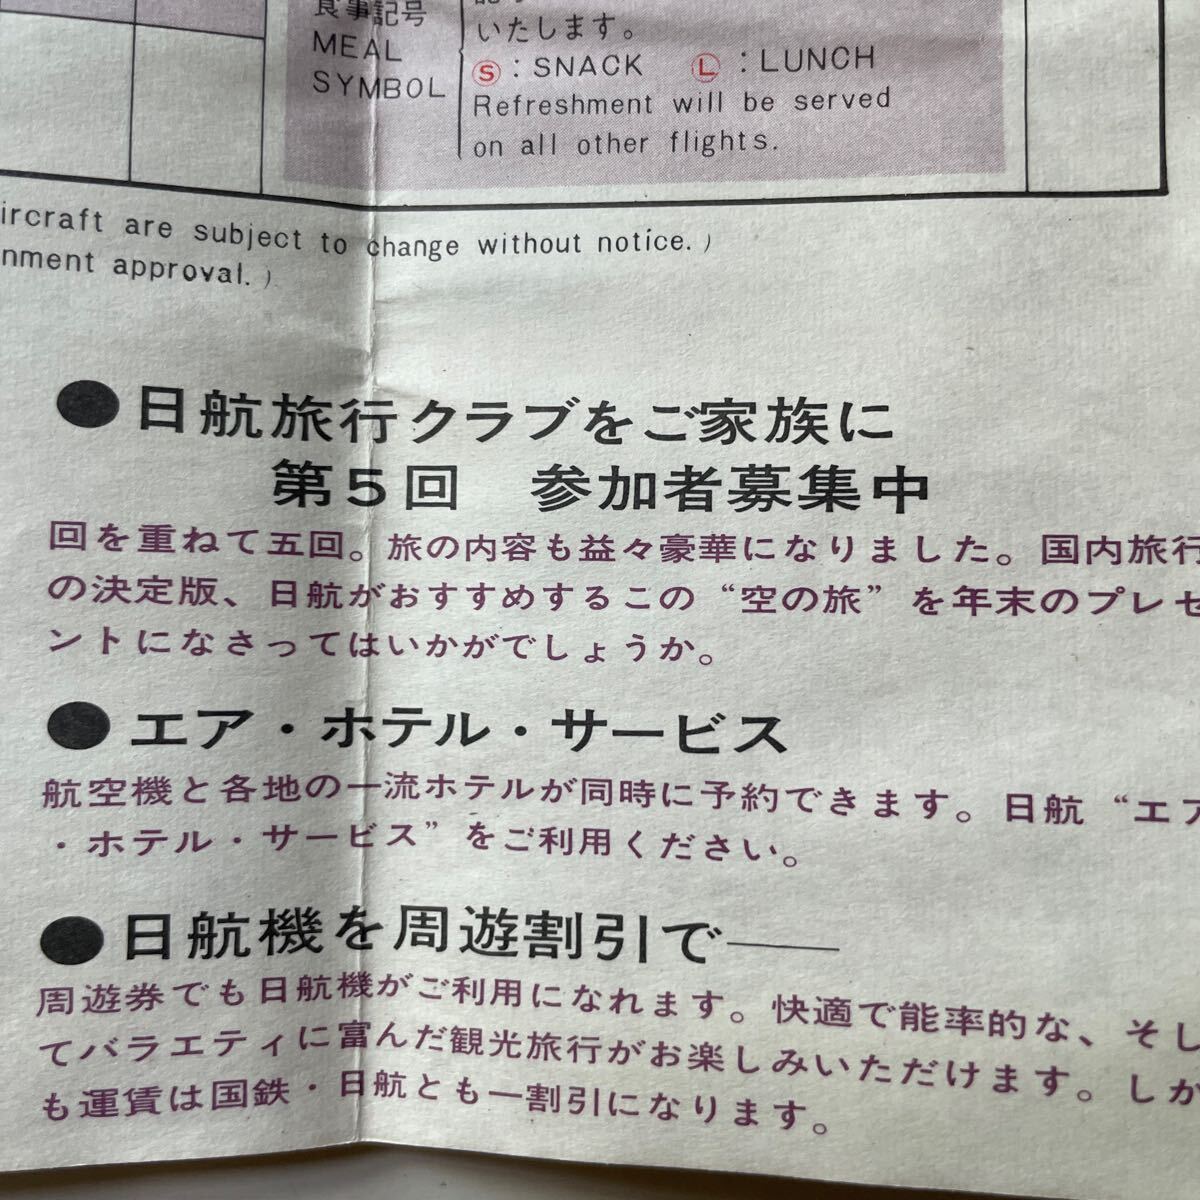 食事記号
MEAL
SYMBOL
いたします。
Ⓢ : SNACK Ⓛ : LUNCH
Refreshment will be served
on all other flights.
ircraft are subject to change without notice.)
nment approval.)
●日航旅行クラブをご家族に
第5回 参加者募集中
回を重ねて五回。旅の内容も益々豪華になりました。国内旅行
の決定版、日航がおすすめするこの“空の旅”を年末のプレゼ
ントになさってはいかがでしょうか。
●エア・ホテル・サービス
航空機と各地の一流ホテルが同時に予約できます。日航“エア
・ホテル・サービス”をご利用ください。
●日航機を周遊割引で——
周遊券でも日航機がご利用になれます。快適で能率的な、そし
てバラエティに富んだ観光旅行がお楽しみいただけます。しか
も運賃は国鉄・日航とも一割引になります。